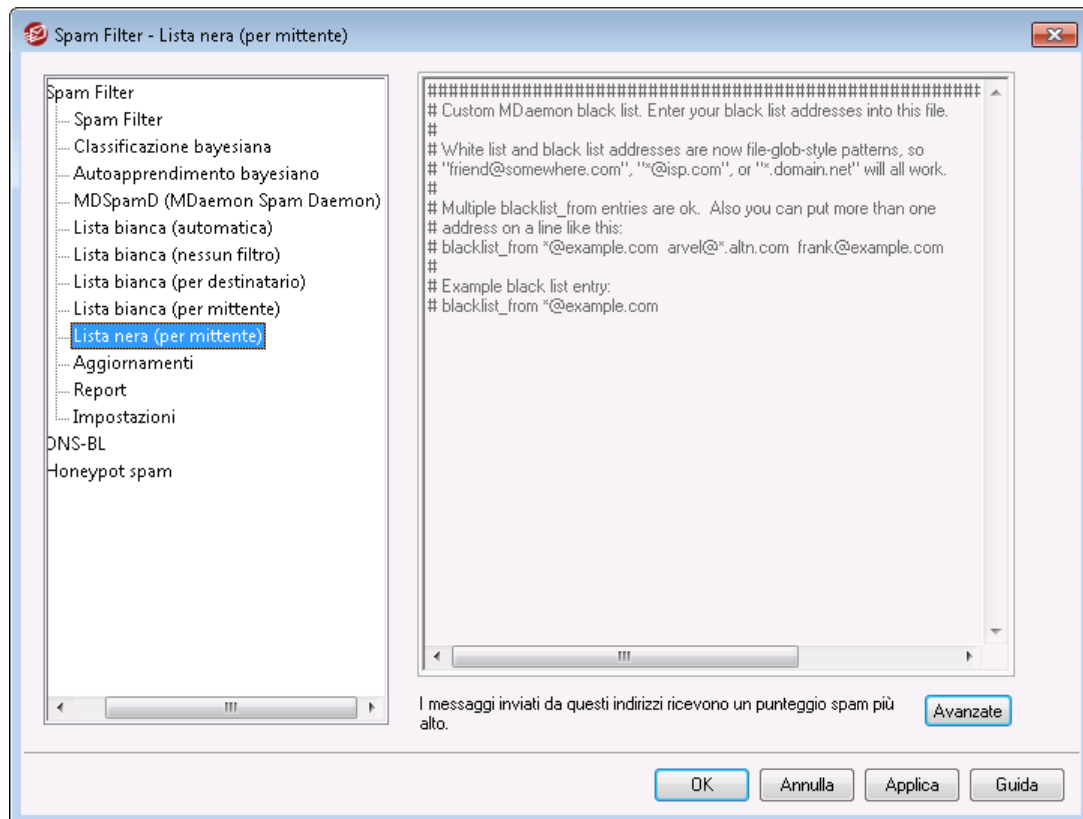 Spam Filter - Lista nera (per mittente)
Spam Filter
Spam Filter
Classificazione bayesiana
Autoapprendimento bayesiano
MDSpamD (MDaemon Spam Daemon)
Lista bianca (automatica)
Lista bianca (nessun filtro)
Lista bianca (per destinatario)
Lista bianca (per mittente)
Lista nera (per mittente)
Aggiornamenti
Report
Impostazioni
DNS-BL
Honeypot spam
######################################################
# Custom MDaemon black list. Enter your black list addresses into this file.
#
# White list and black list addresses are now file-glob-style patterns, so
# "friend@somewhere.com", "*@isp.com", or "*.domain.net" will all work.
#
# Multiple blacklist_from entries are ok.  Also you can put more than one
# address on a line like this:
# blacklist_from *@example.com  arvel@*.altn.com  frank@example.com
#
# Example black list entry:
# blacklist_from *@example.com
I messaggi inviati da questi indirizzi ricevono un punteggio spam più
alto.
Avanzate
OK
Annulla
Applica
Guida